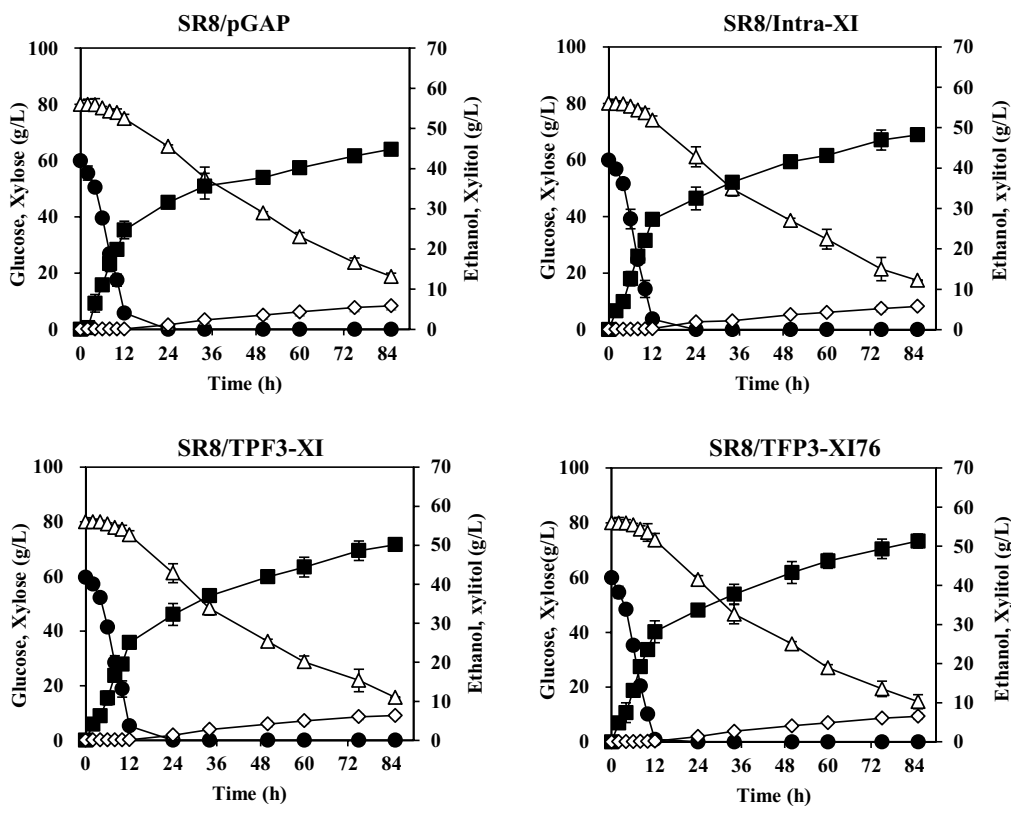 SR8/pGAP
100
80
60
40
20
0
Glucose, Xylose (g/L)
70
60
50
40
30
20
10
0
Ethanol, xylitol (g/L)
0 12 24 36 48 60 72 84
Time (h)
SR8/Intra-XI
100
80
60
40
20
0
Glucose, Xylose (g/L)
70
60
50
40
30
20
10
0
Ethanol, xylitol (g/L)
0 12 24 36 48 60 72 84
Time (h)
SR8/TPF3-XI
100
80
60
40
20
0
Glucose, Xylose (g/L)
70
60
50
40
30
20
10
0
Ethanol, xylitol (g/L)
0 12 24 36 48 60 72 84
Time (h)
SR8/TFP3-XI76
100
80
60
40
20
0
Glucose, Xylose(g/L)
70
60
50
40
30
20
10
0
Ethanol, Xylitol (g/L)
0 12 24 36 48 60 72 84
Time (h)